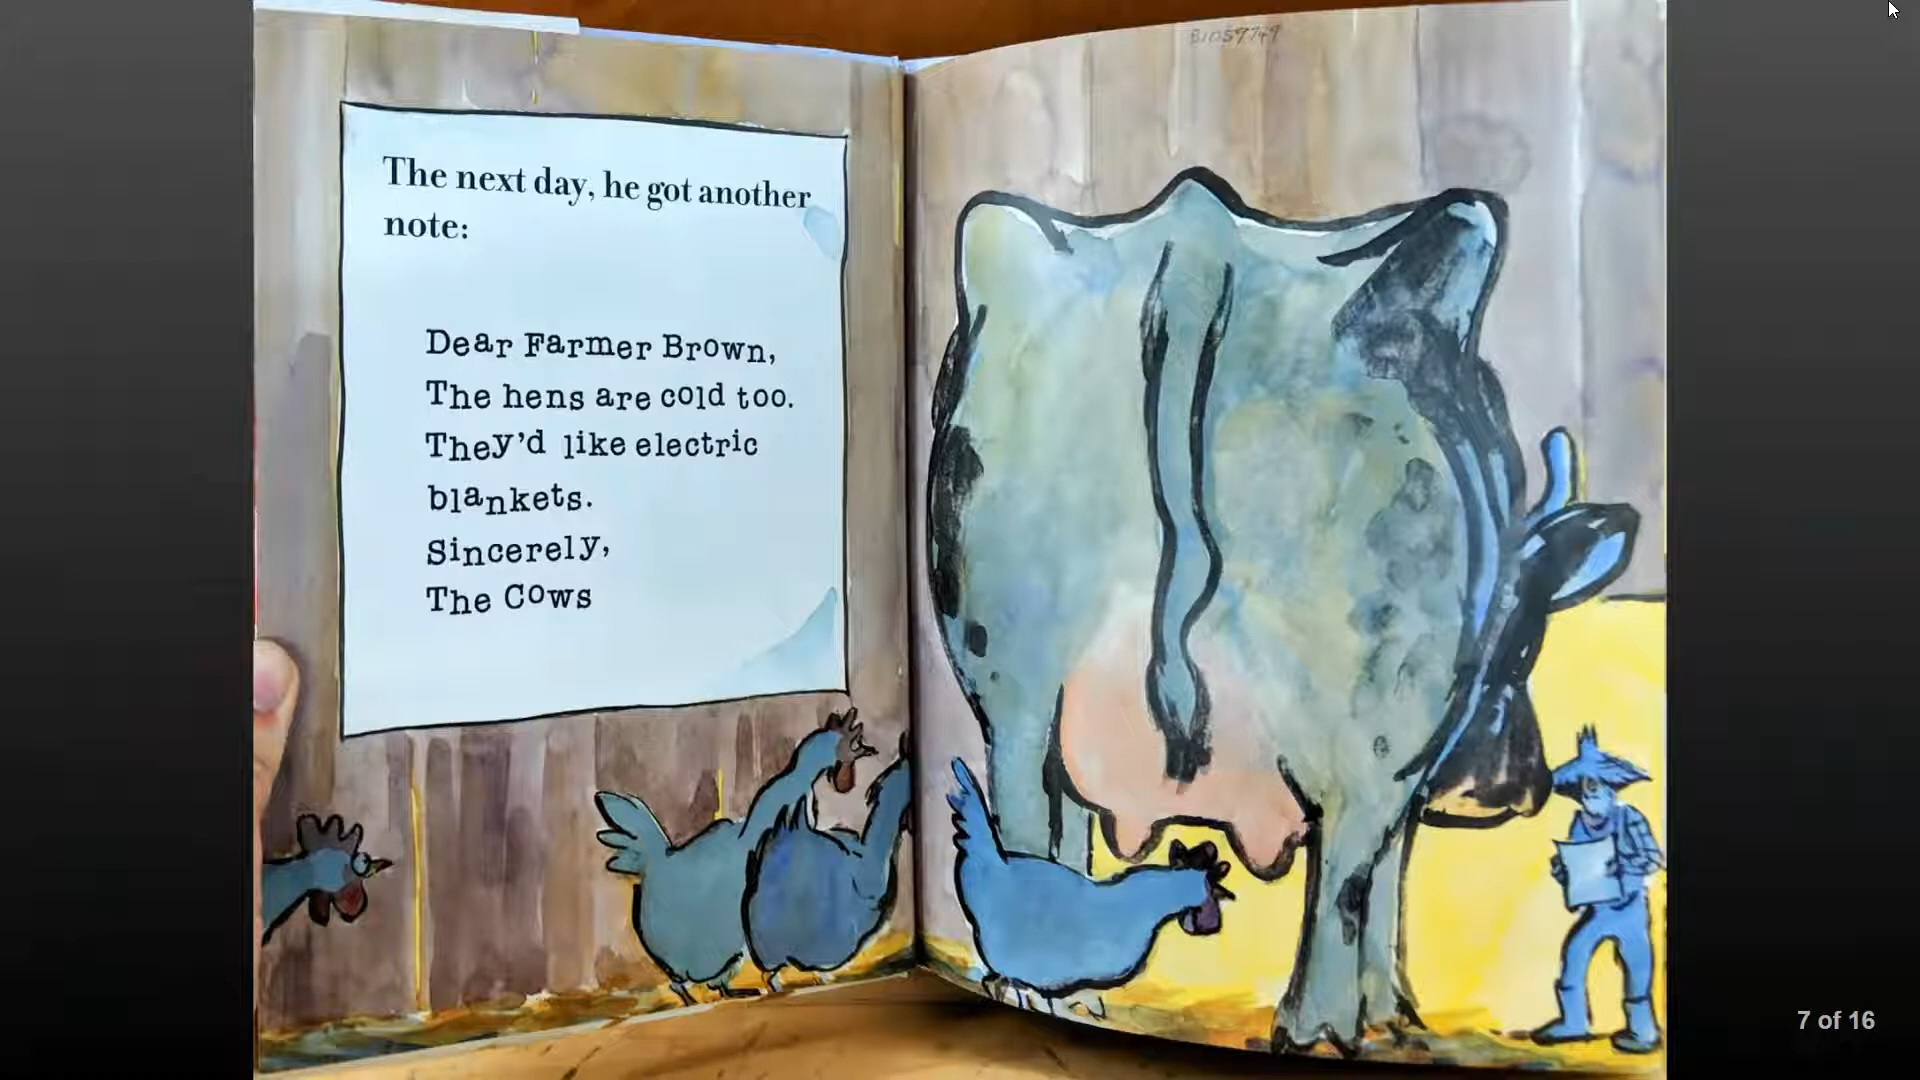 The next day, he got another
note:
Dear Farmer Brown,
The hens are cold too.
They'd like electric
blankets.
Sincerely,
The Cows
7 of 16